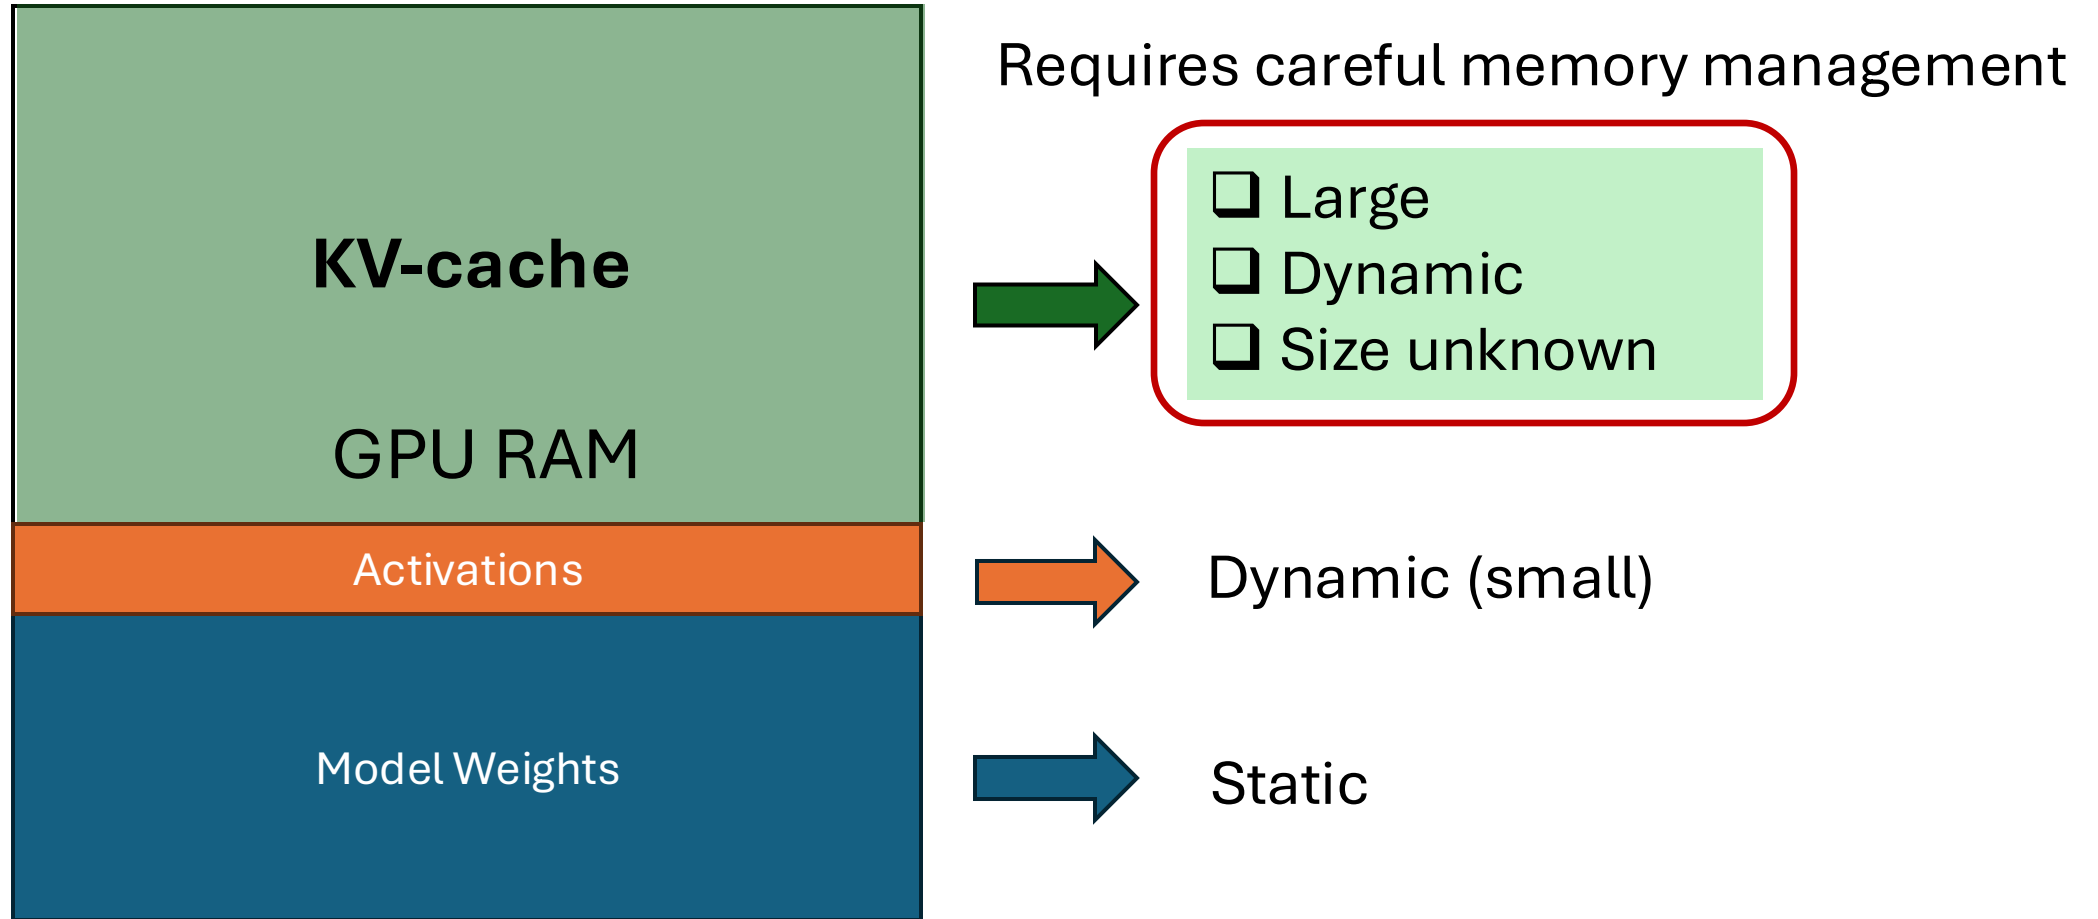 Requires careful memory management
KV-cache
GPU RAM
Large
Dynamic
Size unknown
Activations
Dynamic (small)
Model Weights
Static